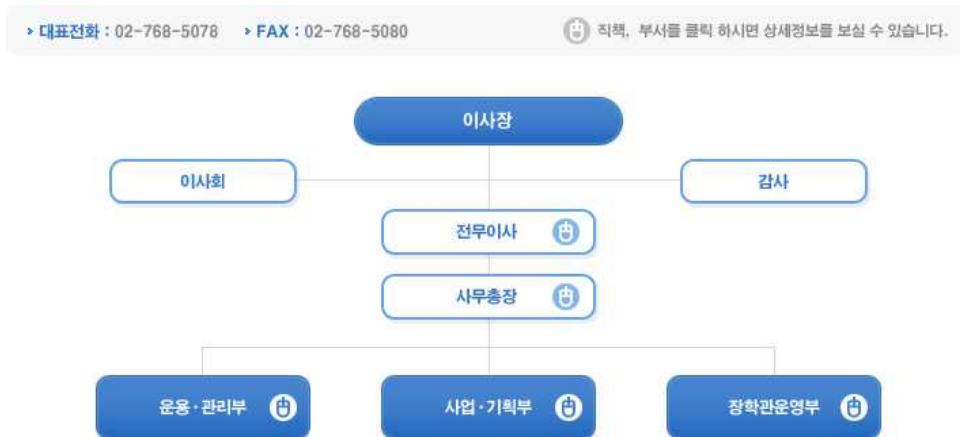 › 대표전화 : 02-768-5078 › FAX : 02-768-5080 직책, 부서를 클릭 하시면 상세정보를 보실 수 있습니다.
이사장
이사회 감사
전무이사
사무총장
운용·관리부 사업·기획부 장학관운영부